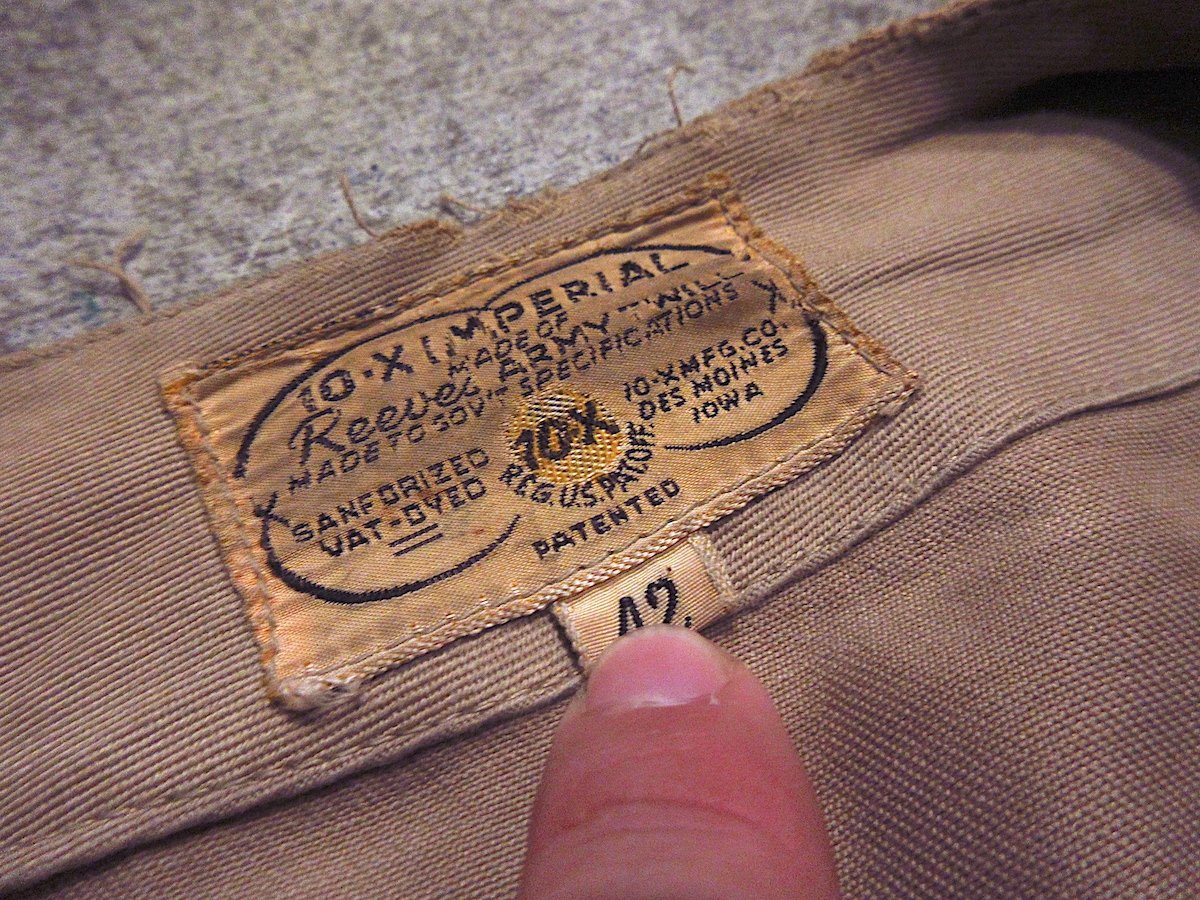 10-X IMPERIAL
MADE OF
Reeves ARMY TWILL
MADE TO GOV'T SPECIFICATIONS
SANFORIZED
VAT-DYED
10-X
REG. U.S. PAT. OFF.
10-X MFG. CO.
DES MOINES
IOWA
PATENTED
42